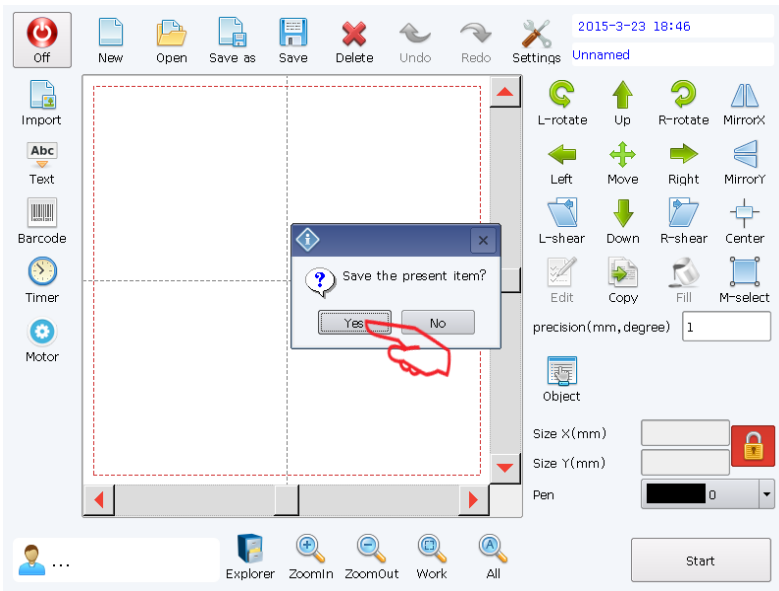 2015-3-23 18:46
Off New Open Save as Save Delete Undo Redo Settings Unnamed
Import
Abc
Text
Barcode
Timer
Motor
L-rotate Up R-rotate MirrorX
Left Move Right MirrorY
L-shear Down R-shear Center
Edit Copy Fill M-select
Save the present item?
Yes No
precision(mm,degree) 1
Object
Size X(mm)
Size Y(mm)
Pen 0
...
Explorer ZoomIn ZoomOut Work All
Start